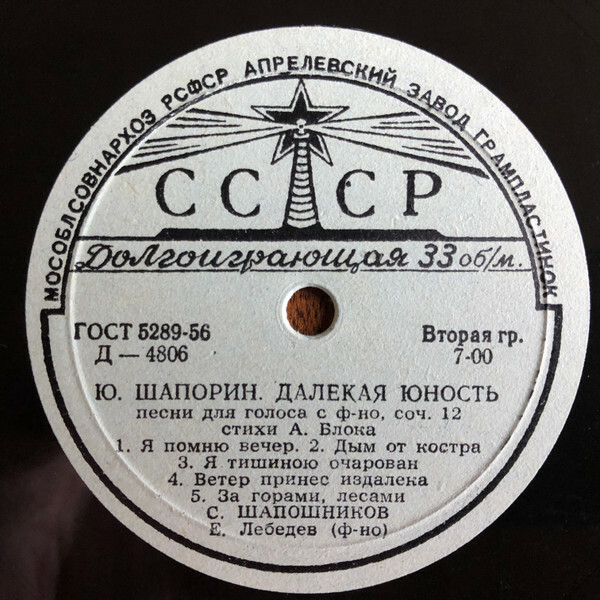 МОСОБЛСОВНАРХОЗ РСФСР АПРЕЛЕВСКИЙ ЗАВОД ГРАМПЛАСТИНОК
СССР
Долгоиграющая 33 об/м.
ГОСТ 5289-56
Д — 4806
Вторая гр.
7-00
Ю. ШАПОРИН. ДАЛЕКАЯ ЮНОСТЬ
песни для голоса с ф-но, соч. 12
стихи А. Блока
1. Я помню вечер. 2. Дым от костра
3. Я тишиною очарован
4. Ветер принес издалека
5. За горами, лесами
С. ШАПОШНИКОВ
Е. Лебедев (ф-но)